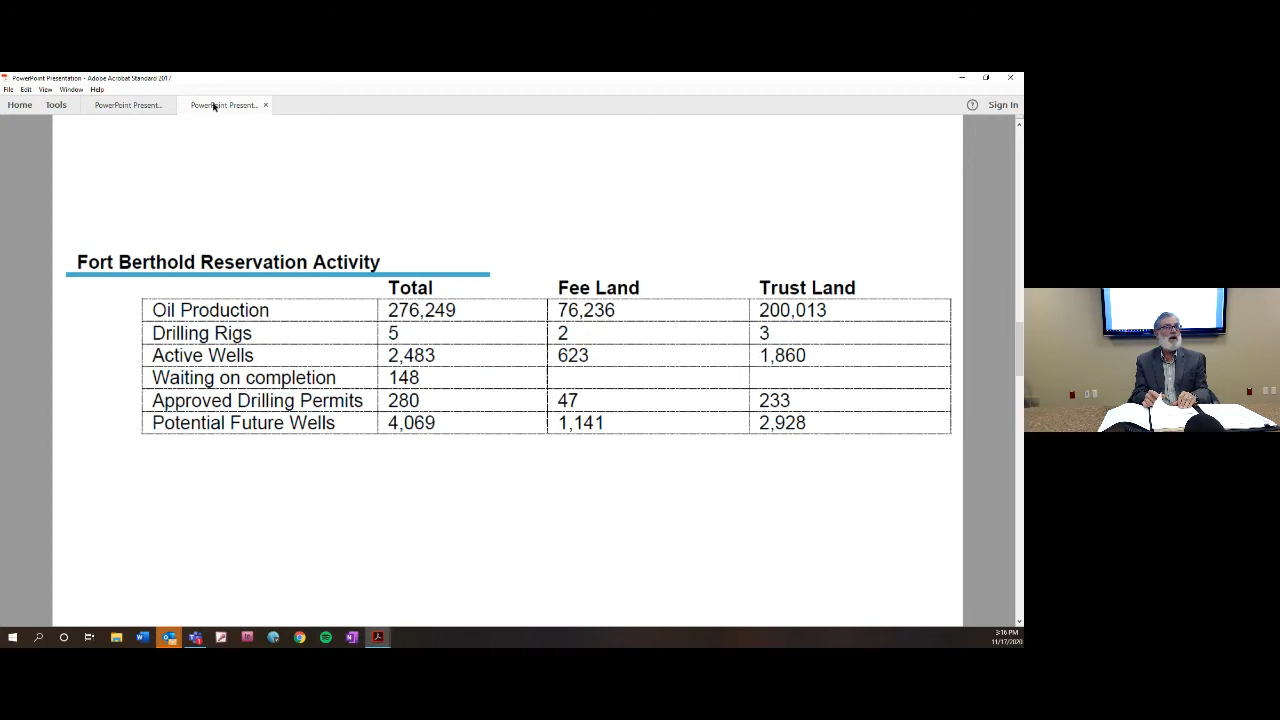 PowerPoint Presentation - Adobe Acrobat Standard 2017
File Edit View Window Help
Home Tools PowerPoint Present... PowerPoint Present... × ? Sign In
Fort Berthold Reservation Activity
Total Fee Land Trust Land
Oil Production 276,249 76,236 200,013
Drilling Rigs 5 2 3
Active Wells 2,483 623 1,860
Waiting on completion 148
Approved Drilling Permits 280 47 233
Potential Future Wells 4,069 1,141 2,928
3:16 PM
11/17/2020